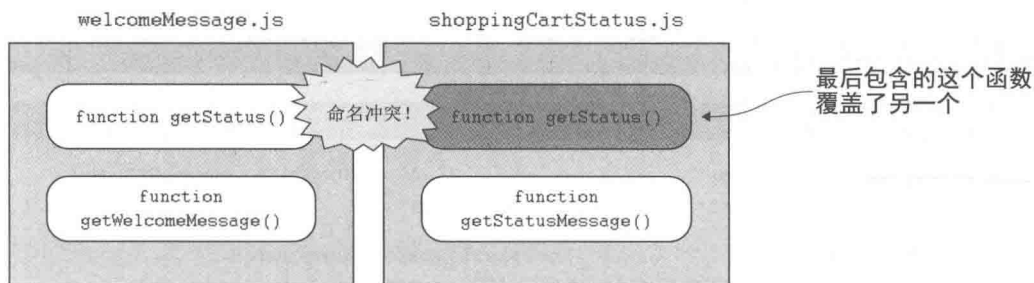 welcomeMessage.js
shoppingCartStatus.js
function getStatus()
命名冲突!
function getStatus()
最后包含的这个函数
覆盖了另一个
function
getWelcomeMessage()
function
getStatusMessage()